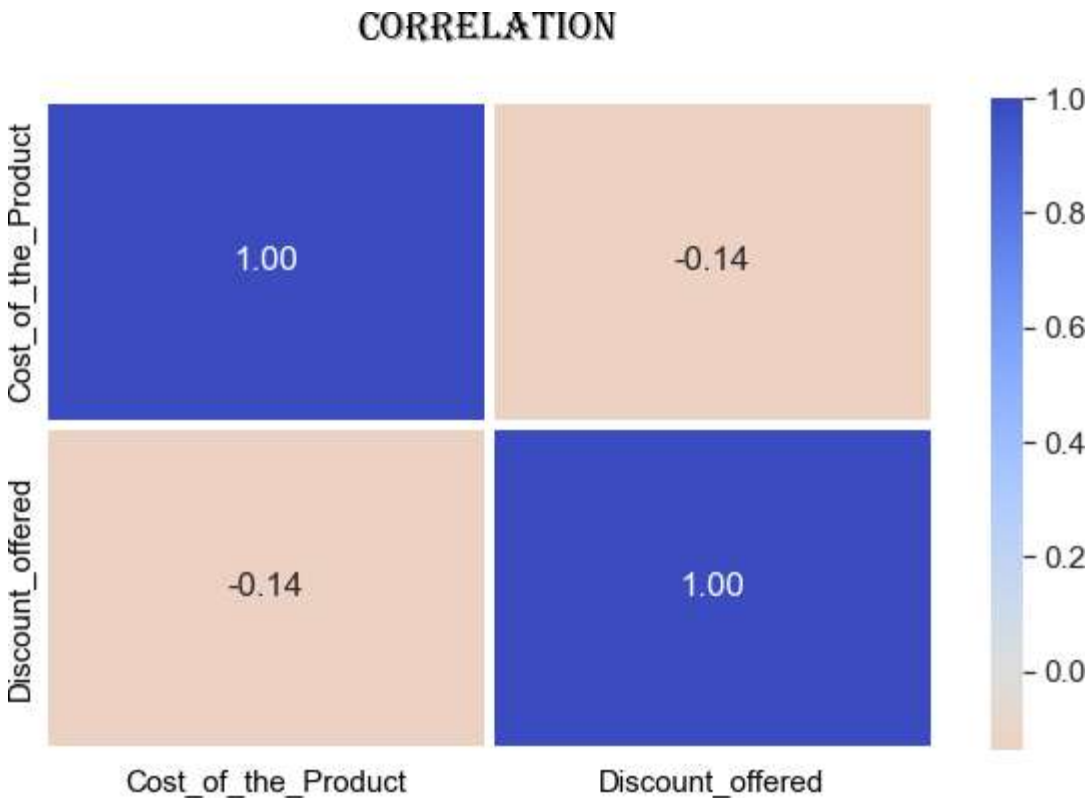 CORRELATION
Cost_of_the_Product
1.00
-0.14
Discount_offered
-0.14
1.00
Cost_of_the_Product
Discount_offered
1.0
0.8
0.6
0.4
0.2
0.0